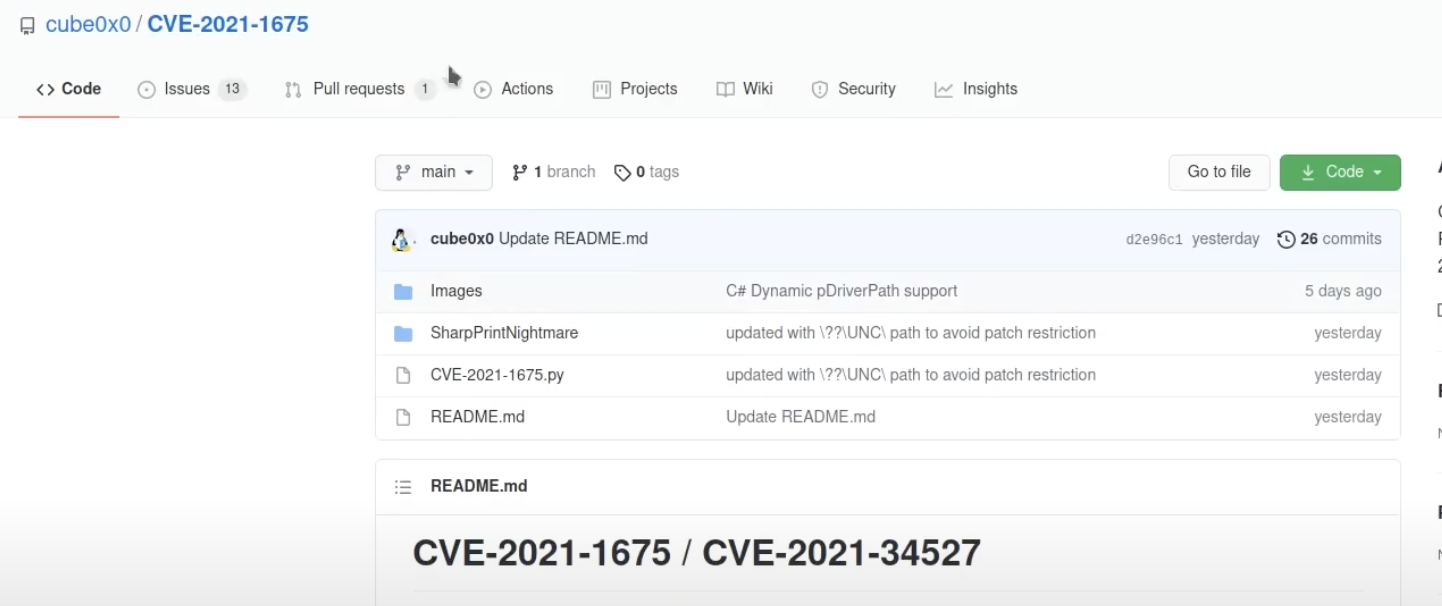 cube0x0 / CVE-2021-1675
Code Issues 13 Pull requests 1 Actions Projects Wiki Security Insights
main 1 branch 0 tags Go to file Code
cube0x0 Update README.md d2e96c1 yesterday 26 commits
Images C# Dynamic pDriverPath support 5 days ago
SharpPrintNightmare updated with \??\UNC\ path to avoid patch restriction yesterday
CVE-2021-1675.py updated with \??\UNC\ path to avoid patch restriction yesterday
README.md Update README.md yesterday
README.md
CVE-2021-1675 / CVE-2021-34527